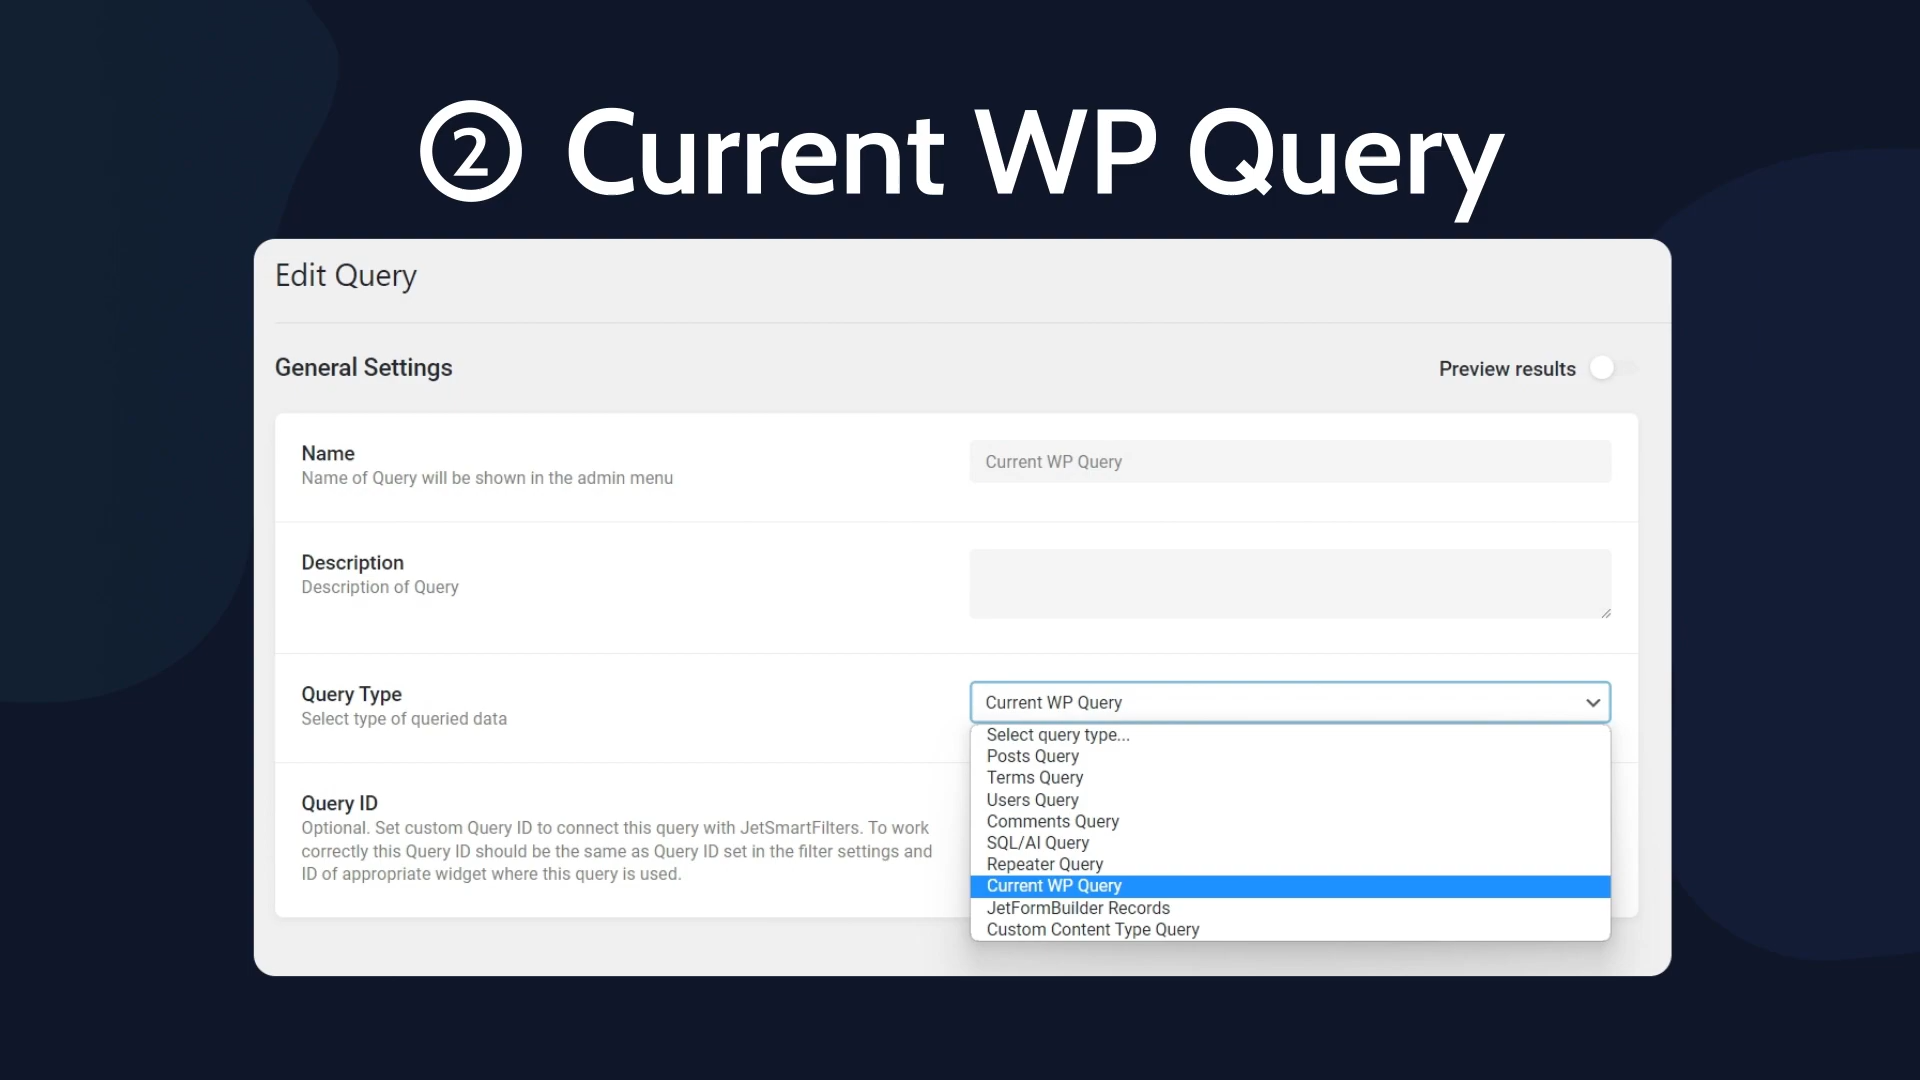 ② Current WP Query
Edit Query
General Settings
Preview results
Name
Name of Query will be shown in the admin menu
Current WP Query
Description
Description of Query
Query Type
Select type of queried data
Current WP Query
Select query type...
Posts Query
Terms Query
Users Query
Comments Query
SQL/AI Query
Repeater Query
Current WP Query
JetFormBuilder Records
Custom Content Type Query
Query ID
Optional. Set custom Query ID to connect this query with JetSmartFilters. To work
correctly this Query ID should be the same as Query ID set in the filter settings and
ID of appropriate widget where this query is used.